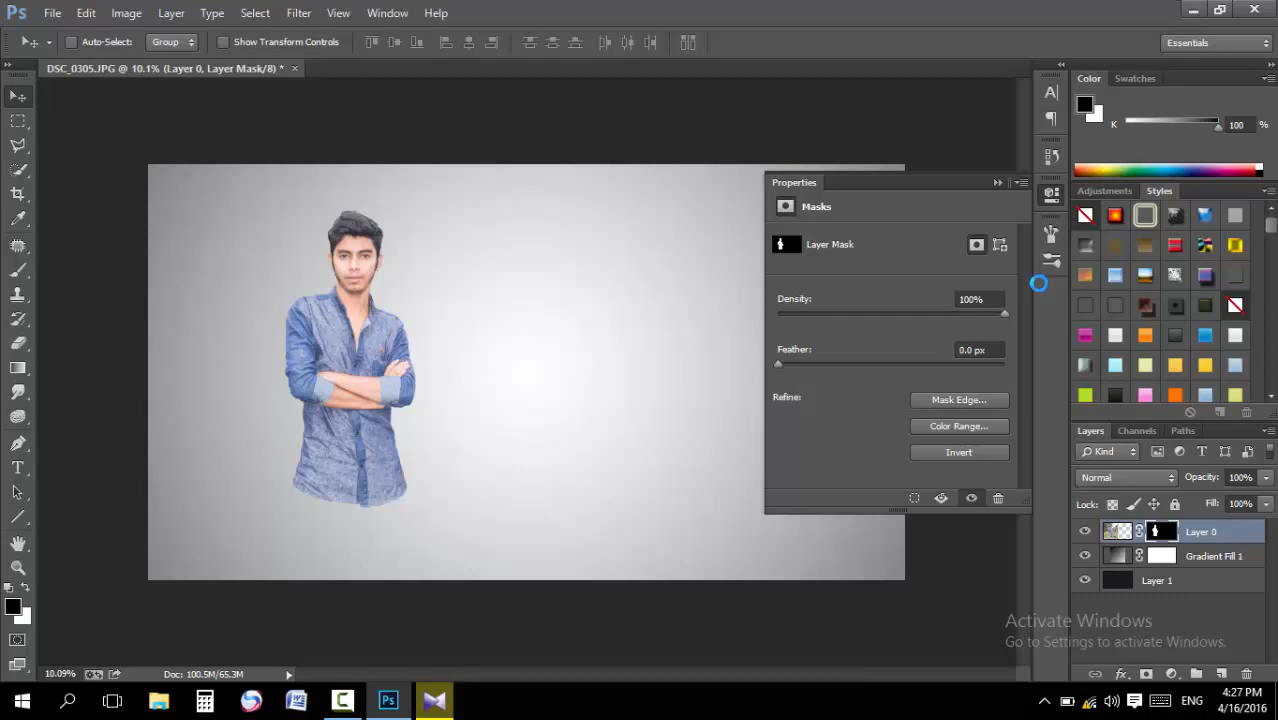 Ps File Edit Image Layer Type Select Filter 3D View Window Help
Auto-Select: Group Show Transform Controls Essentials
DSC_0305.JPG @ 10.1% (Layer 0, Layer Mask/8) * ×
Color Swatches
K 100 %
Properties
Masks
Layer Mask
Density: 100%
Feather: 0.0 px
Refine: Mask Edge...
Color Range...
Invert
Adjustments Styles
Layers Channels Paths
Kind
Normal Opacity: 100%
Lock: Fill: 100%
Layer 0
Gradient Fill 1
Layer 1
Activate Windows
Go to Settings to activate Windows.
10.09% Doc: 100.5M/65.3M
ENG 4:27 PM
4/16/2016